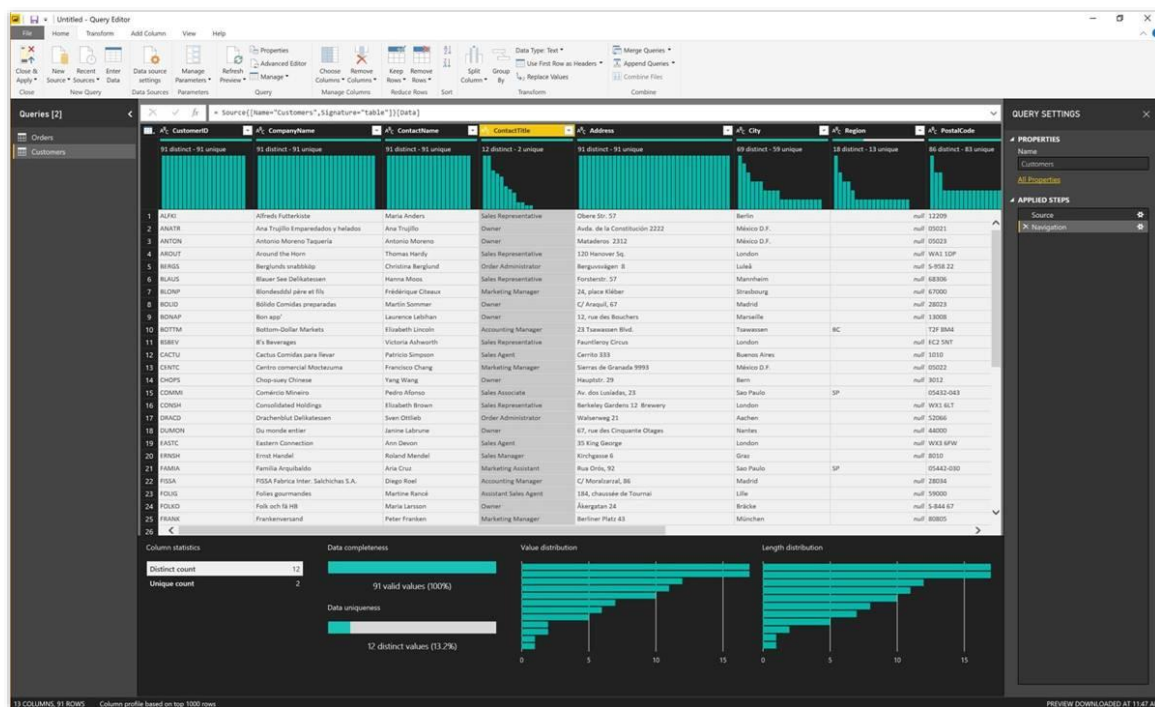 Untitled - Query Editor
File Home Transform Add Column View Help
Close & Apply New Source Recent Sources Enter Data Data source settings Manage Parameters Refresh Preview Properties Advanced Editor Manage Choose Columns Remove Columns Keep Rows Remove Rows Split Column Group By Data Type: Text Use First Row as Headers Replace Values Merge Queries Append Queries Combine Files
Close New Query Data Sources Parameters Query Manage Columns Reduce Rows Sort Transform Combine
Queries [2]
Orders
Customers
= Source{[Name="Customers",Signature="table"]}[Data]
CustomerID CompanyName ContactName ContactTitle Address City Region PostalCode
91 distinct - 91 unique 91 distinct - 91 unique 91 distinct - 91 unique 12 distinct - 2 unique 91 distinct - 91 unique 69 distinct - 59 unique 18 distinct - 13 unique 86 distinct - 83 unique
1 ALFKI Alfreds Futterkiste Maria Anders Sales Representative Obere Str. 57 Berlin null 12209
2 ANATR Ana Trujillo Emparedados y helados Ana Trujillo Owner Avda. de la Constitución 2222 México D.F. null 05021
3 ANTON Antonio Moreno Taquería Antonio Moreno Owner Mataderos 2312 México D.F. null 05023
4 AROUT Around the Horn Thomas Hardy Sales Representative 120 Hanover Sq. London null WA1 1DP
5 BERGS Berglunds snabbköp Christina Berglund Order Administrator Berguvsvägen 8 Luleå null S-958 22
6 BLAUS Blauer See Delikatessen Hanna Moos Sales Representative Forsterstr. 57 Mannheim null 68306
7 BLONP Blondesddsl père et fils Frédérique Citeaux Marketing Manager 24, place Kléber Strasbourg null 67000
8 BOLID Bólido Comidas preparadas Martín Sommer Owner C/ Araquil, 67 Madrid null 28023
9 BONAP Bon app' Laurence Lebihan Owner 12, rue des Bouchers Marseille null 13008
10 BOTTM Bottom-Dollar Markets Elizabeth Lincoln Accounting Manager 23 Tsawassen Blvd. Tsawassen BC T2F 8M4
11 BSBEV B's Beverages Victoria Ashworth Sales Representative Fauntleroy Circus London null EC2 5NT
12 CACTU Cactus Comidas para llevar Patricio Simpson Sales Agent Cerrito 333 Buenos Aires null 1010
13 CENTC Centro comercial Moctezuma Francisco Chang Marketing Manager Sierras de Granada 9993 México D.F. null 05022
14 CHOPS Chop-suey Chinese Yang Wang Owner Hauptstr. 29 Bern null 3012
15 COMMI Comércio Mineiro Pedro Afonso Sales Associate Av. dos Lusíadas, 23 Sao Paulo SP 05432-043
16 CONSH Consolidated Holdings Elizabeth Brown Sales Representative Berkeley Gardens 12 Brewery London null WX1 6LT
17 DRACD Drachenblut Delikatessen Sven Ottlieb Order Administrator Walserweg 21 Aachen null 52066
18 DUMON Du monde entier Janine Labrune Owner 67, rue des Cinquante Otages Nantes null 44000
19 EASTC Eastern Connection Ann Devon Sales Agent 35 King George London null WX3 6FW
20 ERNSH Ernst Handel Roland Mendel Sales Manager Kirchgasse 6 Graz null 8010
21 FAMIA Familia Arquibaldo Aria Cruz Marketing Assistant Rua Orós, 92 Sao Paulo SP 05442-030
22 FISSA FISSA Fabrica Inter. Salchichas S.A. Diego Roel Accounting Manager C/ Moralzarzal, 86 Madrid null 28034
23 FOLIG Folies gourmandes Martine Rancé Assistant Sales Agent 184, chaussée de Tournai Lille null 59000
24 FOLKO Folk och fä HB Maria Larsson Owner Åkergatan 24 Bräcke null S-844 67
25 FRANK Frankenversand Peter Franken Marketing Manager Berliner Platz 43 München null 80805
26
QUERY SETTINGS
PROPERTIES
Name
Customers
All Properties
APPLIED STEPS
Source
Navigation
Column statistics
Distinct count 12
Unique count 2
Data completeness
91 valid values (100%)
Data uniqueness
12 distinct values (13.2%)
Value distribution
0 5 10 15
Length distribution
0 5 10 15
13 COLUMNS, 91 ROWS Column profile based on top 1000 rows PREVIEW DOWNLOADED AT 11:47